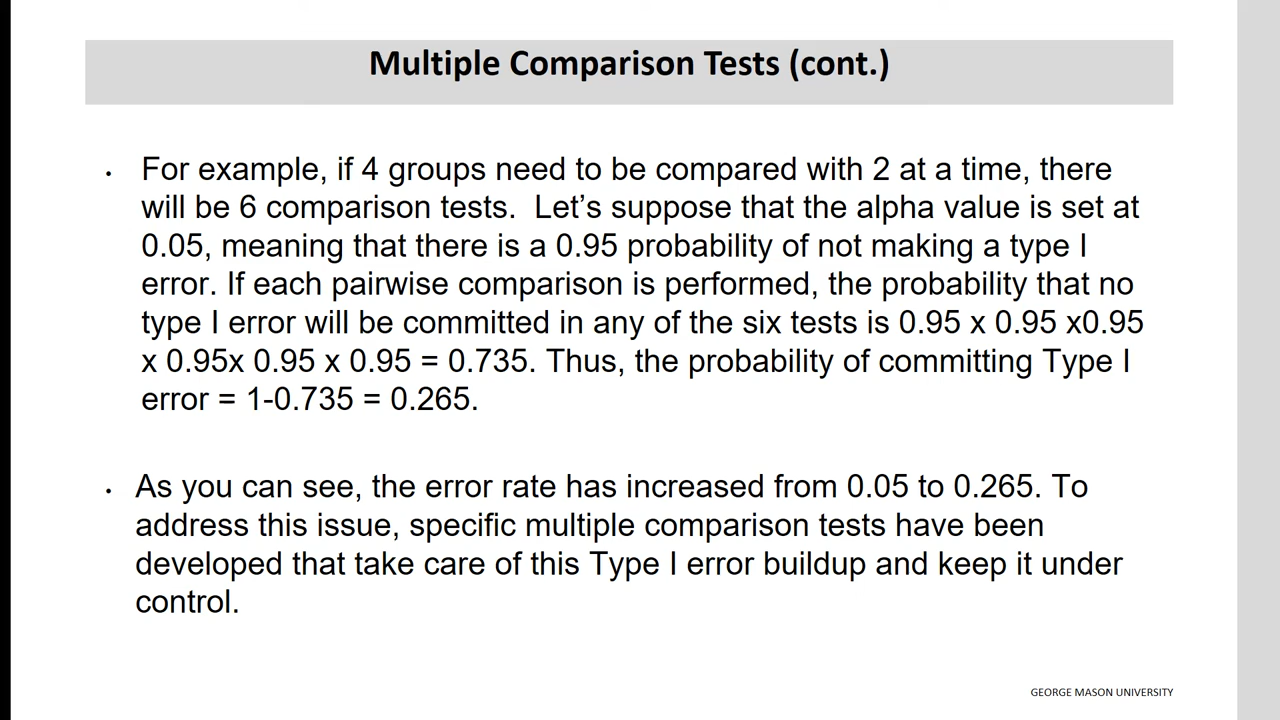 Multiple Comparison Tests (cont.)
• For example, if 4 groups need to be compared with 2 at a time, there
will be 6 comparison tests.  Let’s suppose that the alpha value is set at
0.05, meaning that there is a 0.95 probability of not making a type I
error. If each pairwise comparison is performed, the probability that no
type I error will be committed in any of the six tests is 0.95 x 0.95 x0.95
x 0.95x 0.95 x 0.95 = 0.735. Thus, the probability of committing Type I
error = 1-0.735 = 0.265.
• As you can see, the error rate has increased from 0.05 to 0.265. To
address this issue, specific multiple comparison tests have been
developed that take care of this Type I error buildup and keep it under
control.
GEORGE MASON UNIVERSITY